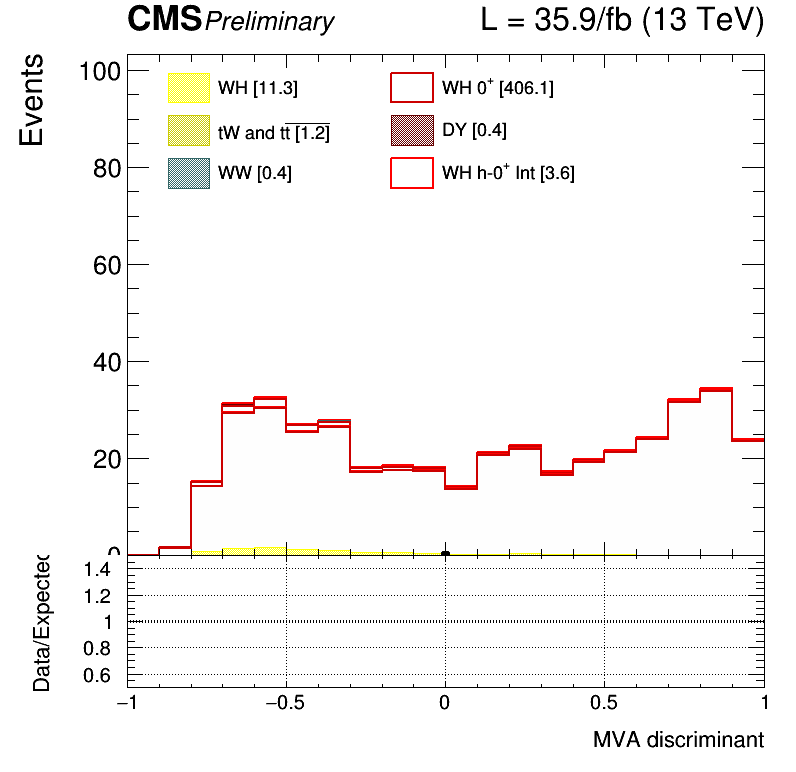 CMS Preliminary L = 35.9/fb (13 TeV)
Events
100
80
60
40
20
0
WH [11.3]
WH 0+ [406.1]
tW and tt [1.2]
DY [0.4]
WW [0.4]
WH h-0+ Int [3.6]
Data/Expected
1.4
1.2
1
0.8
0.6
−1 −0.5 0 0.5 1
MVA discriminant